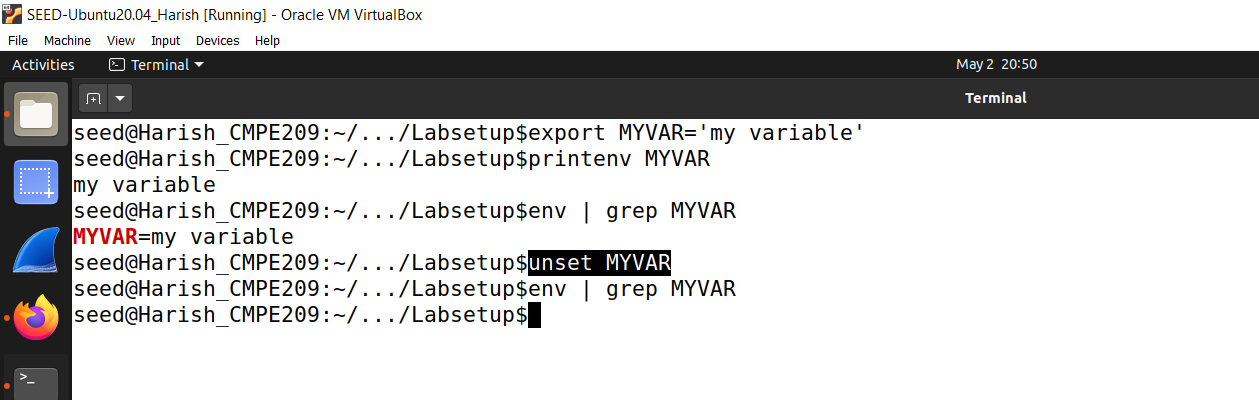 SEED-Ubuntu20.04_Harish [Running] - Oracle VM VirtualBox
File Machine View Input Devices Help
Activities Terminal May 2 20:50
Terminal
seed@Harish_CMPE209:~/.../Labsetup$export MYVAR='my variable'
seed@Harish_CMPE209:~/.../Labsetup$printenv MYVAR
my variable
seed@Harish_CMPE209:~/.../Labsetup$env | grep MYVAR
MYVAR=my variable
seed@Harish_CMPE209:~/.../Labsetup$unset MYVAR
seed@Harish_CMPE209:~/.../Labsetup$env | grep MYVAR
seed@Harish_CMPE209:~/.../Labsetup$